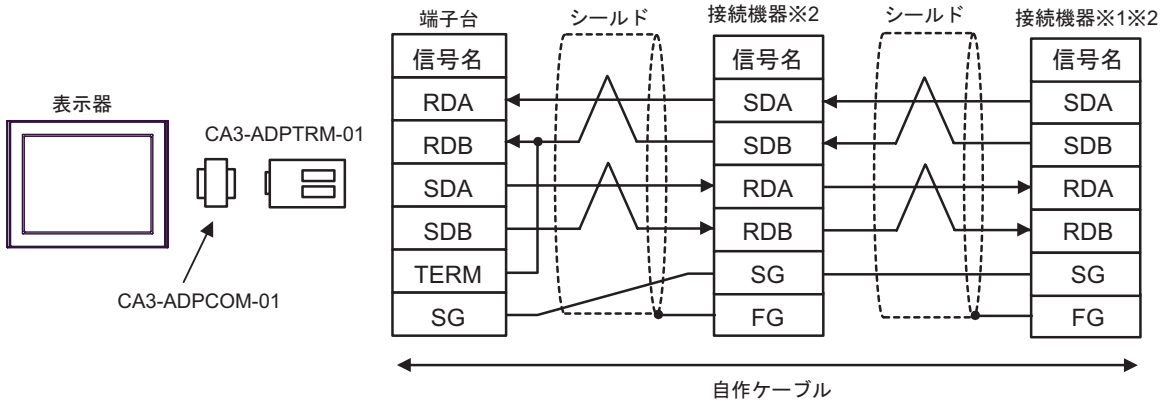 表示器
CA3-ADPTRM-01
CA3-ADPCOM-01
端子台
信号名
RDA
RDB
SDA
SDB
TERM
SG
シールド
接続機器※2
信号名
SDA
SDB
RDA
RDB
SG
FG
シールド
接続機器※1※2
信号名
SDA
SDB
RDA
RDB
SG
FG
自作ケーブル